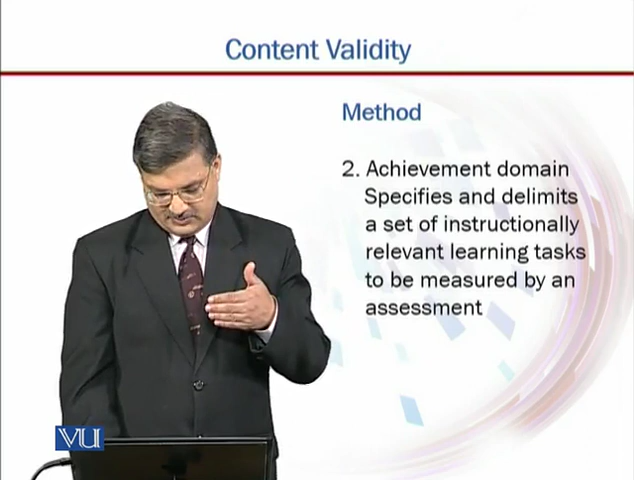 Content Validity
Method
2. Achievement domain
Specifies and delimits
a set of instructionally
relevant learning tasks
to be measured by an
assessment
VU